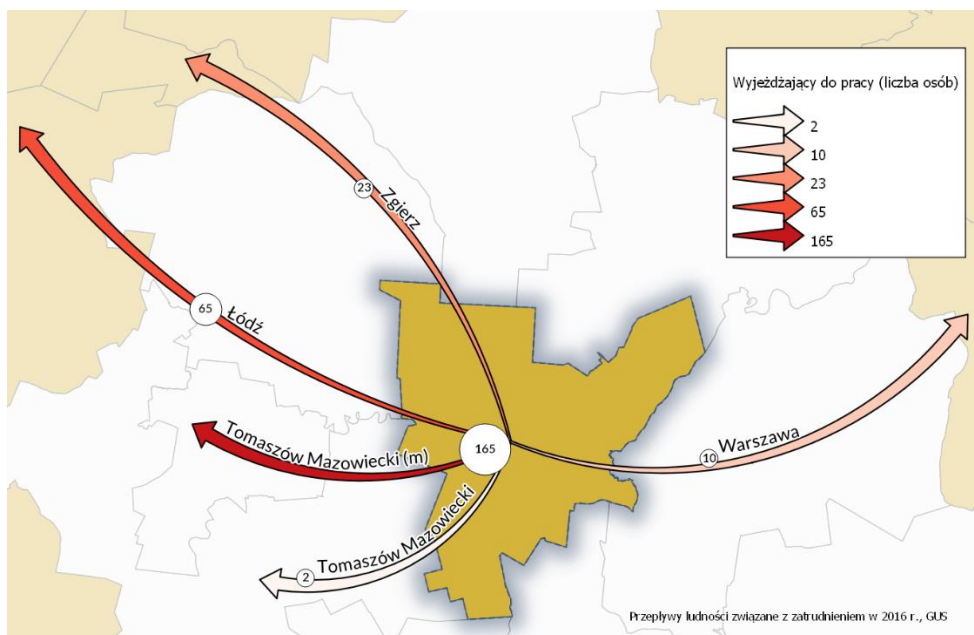 Wyjeżdżający do pracy (liczba osób)
2
10
23
65
165
23
Zgierz
65
Łódź
Tomaszów Mazowiecki (m)
165
10
Warszawa
2
Tomaszów Mazowiecki
Przepływy ludności związane z zatrudnieniem w 2016 r., GUS